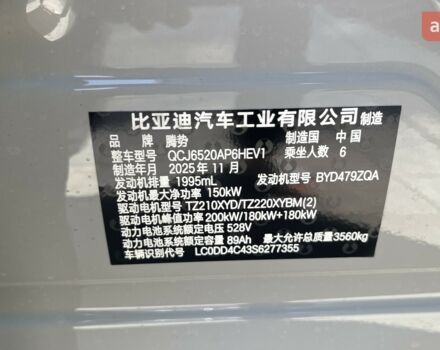 比亚迪汽车工业有限公司 制造
品牌 腾势 制造国 中国
整车型号 QCJ6520AP6HEV1 乘坐人数 6
制造年月 2025年11月 发动机型号 BYD479ZQA
发动机排量 1995mL
发动机最大净功率 150kW
驱动电机型号 TZ210XYD/TZ220XYBM(2)
驱动电机峰值功率 200kW/180kW+180kW
动力电池系统额定电压 528V
动力电池系统额定容量 89Ah 最大允许总质量 3560kg
车辆识别代号 LC0DD4C43S6277355